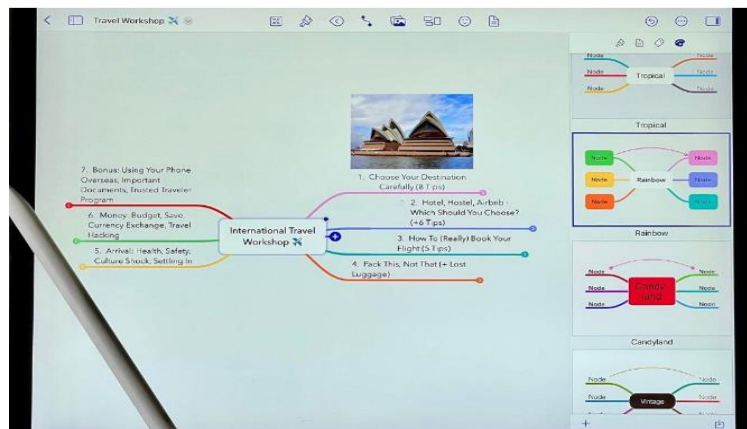 Travel Workshop
7. Bonus: Using Your Phone
Overseas, Important
Documents, Trusted Traveler
Program
6. Money: Budget, Save,
Currency Exchange, Travel
Hacking
5. Arrival: Health, Safety,
Culture Shock, Settling In
International Travel
Workshop
1. Choose Your Destination
Carefully (8 Tips)
2. Hotel, Hostel, Airbnb -
Which Should You Choose?
(+6 Tips)
3. How To (Really) Book Your
Flight (5 Tips)
4. Pack This, Not That (+ Lost
Luggage)
Node Node
Node Tropical Node
Node Node
Tropical
Node Node
Node Rainbow Node
Node Node
Rainbow
Node Node
Node Candy Node
land
Node Node
Candyland
Node Node
Node Vintage Node